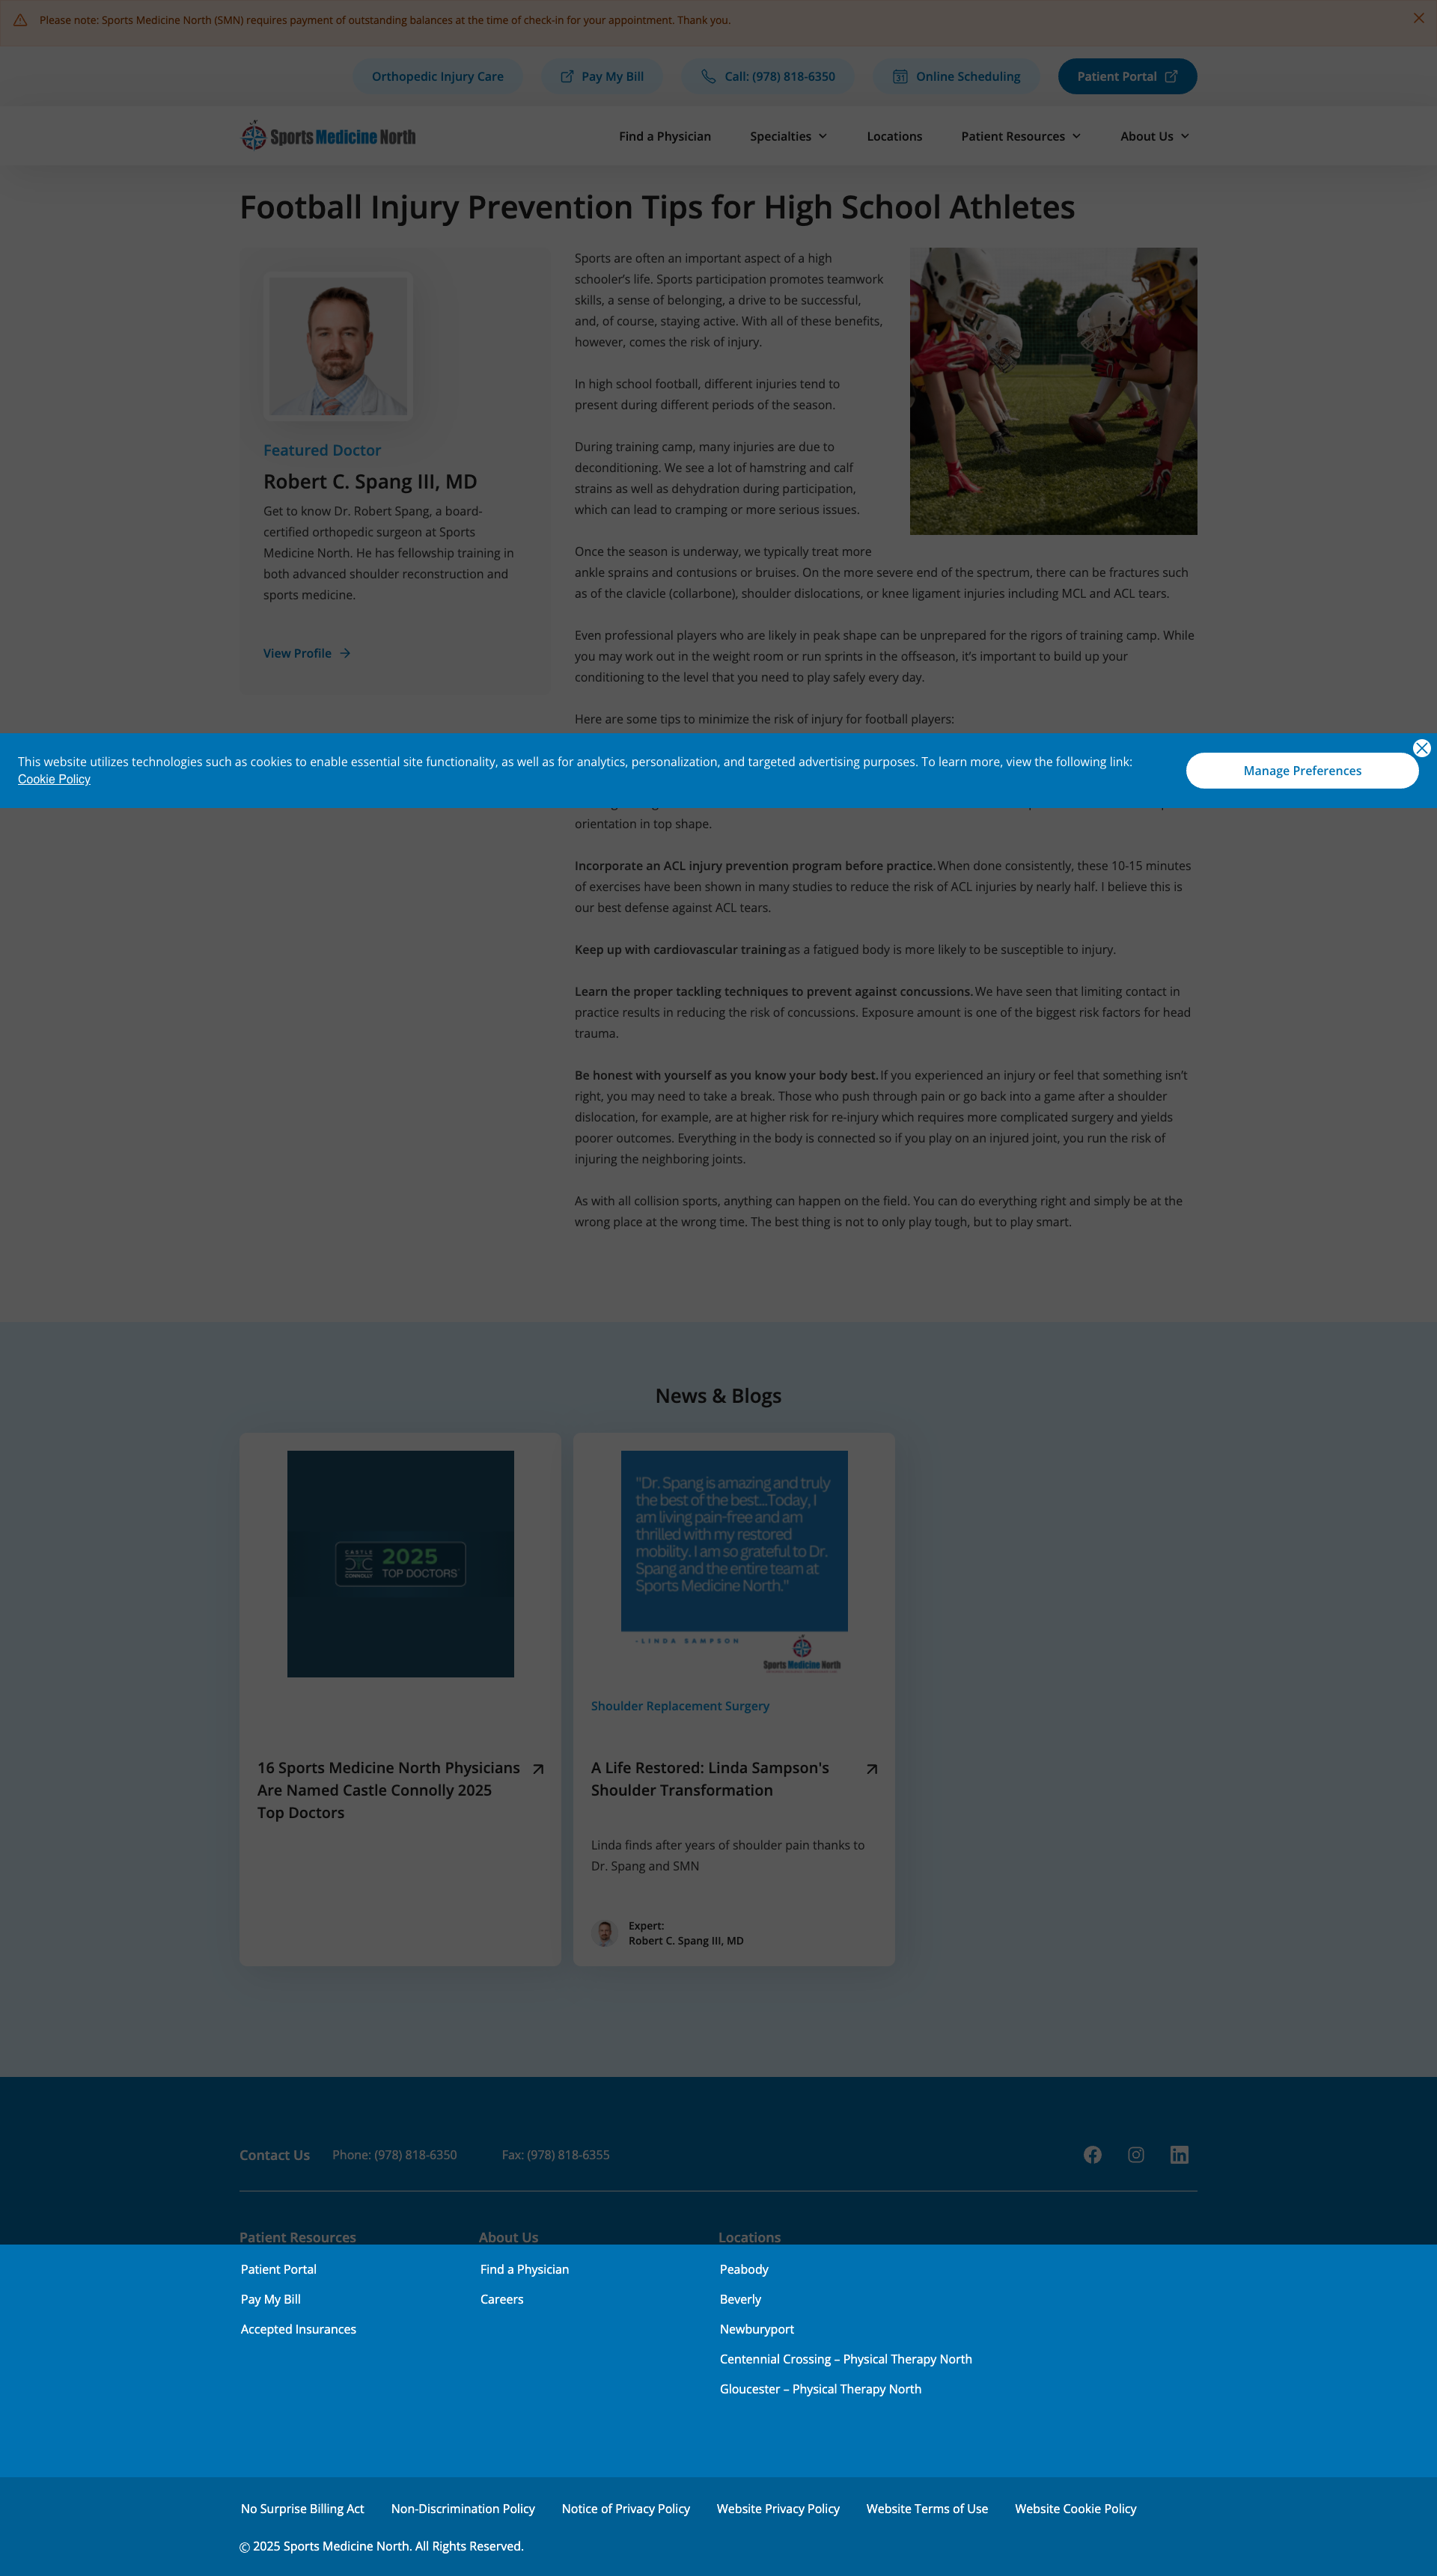 Please note: Sports Medicine North (SMN) requires payment of outstanding balances at the time of check-in for your appointment. Thank you.
Orthopedic Injury Care
Pay My Bill
Call: (978) 818-6350
Online Scheduling
Patient Portal
Sports Medicine North
Find a Physician
Specialties
Locations
Patient Resources
About Us
Football Injury Prevention Tips for High School Athletes
Featured Doctor
Robert C. Spang III, MD
Get to know Dr. Robert Spang, a board-
certified orthopedic surgeon at Sports
Medicine North. He has fellowship training in
both advanced shoulder reconstruction and
sports medicine.
View Profile
Sports are often an important aspect of a high
schooler’s life. Sports participation promotes teamwork
skills, a sense of belonging, a drive to be successful,
and, of course, staying active. With all of these benefits,
however, comes the risk of injury.
In high school football, different injuries tend to
present during different periods of the season.
During training camp, many injuries are due to
deconditioning. We see a lot of hamstring and calf
strains as well as dehydration during participation,
which can lead to cramping or more serious issues.
Once the season is underway, we typically treat more
ankle sprains and contusions or bruises. On the more severe end of the spectrum, there can be fractures such
as of the clavicle (collarbone), shoulder dislocations, or knee ligament injuries including MCL and ACL tears.
Even professional players who are likely in peak shape can be unprepared for the rigors of training camp. While
you may work out in the weight room or run sprints in the offseason, it’s important to build up your
conditioning to the level that you need to play safely every day.
Here are some tips to minimize the risk of injury for football players:
This website utilizes technologies such as cookies to enable essential site functionality, as well as for analytics, personalization, and targeted advertising purposes. To learn more, view the following link:
Cookie Policy
Manage Preferences
orientation in top shape.
Incorporate an ACL injury prevention program before practice. When done consistently, these 10-15 minutes
of exercises have been shown in many studies to reduce the risk of ACL injuries by nearly half. I believe this is
our best defense against ACL tears.
Keep up with cardiovascular training as a fatigued body is more likely to be susceptible to injury.
Learn the proper tackling techniques to prevent against concussions. We have seen that limiting contact in
practice results in reducing the risk of concussions. Exposure amount is one of the biggest risk factors for head
trauma.
Be honest with yourself as you know your body best. If you experienced an injury or feel that something isn’t
right, you may need to take a break. Those who push through pain or go back into a game after a shoulder
dislocation, for example, are at higher risk for re-injury which requires more complicated surgery and yields
poorer outcomes. Everything in the body is connected so if you play on an injured joint, you run the risk of
injuring the neighboring joints.
As with all collision sports, anything can happen on the field. You can do everything right and simply be at the
wrong place at the wrong time. The best thing is not to only play tough, but to play smart.
News & Blogs
CASTLE
CONNOLLY
2025
TOP DOCTORS
16 Sports Medicine North Physicians
Are Named Castle Connolly 2025
Top Doctors
"Dr. Spang is amazing and truly
the best of the best...Today, I
am living pain-free and am
thrilled with my restored
mobility. I am so grateful to Dr.
Spang and the entire team at
Sports Medicine North."
-LINDA SAMPSON
Sports Medicine North
Shoulder Replacement Surgery
A Life Restored: Linda Sampson's
Shoulder Transformation
Linda finds after years of shoulder pain thanks to
Dr. Spang and SMN
Expert:
Robert C. Spang III, MD
Contact Us
Phone: (978) 818-6350
Fax: (978) 818-6355
Patient Resources
Patient Portal
Pay My Bill
Accepted Insurances
About Us
Find a Physician
Careers
Locations
Peabody
Beverly
Newburyport
Centennial Crossing – Physical Therapy North
Gloucester – Physical Therapy North
No Surprise Billing Act
Non-Discrimination Policy
Notice of Privacy Policy
Website Privacy Policy
Website Terms of Use
Website Cookie Policy
© 2025 Sports Medicine North. All Rights Reserved.